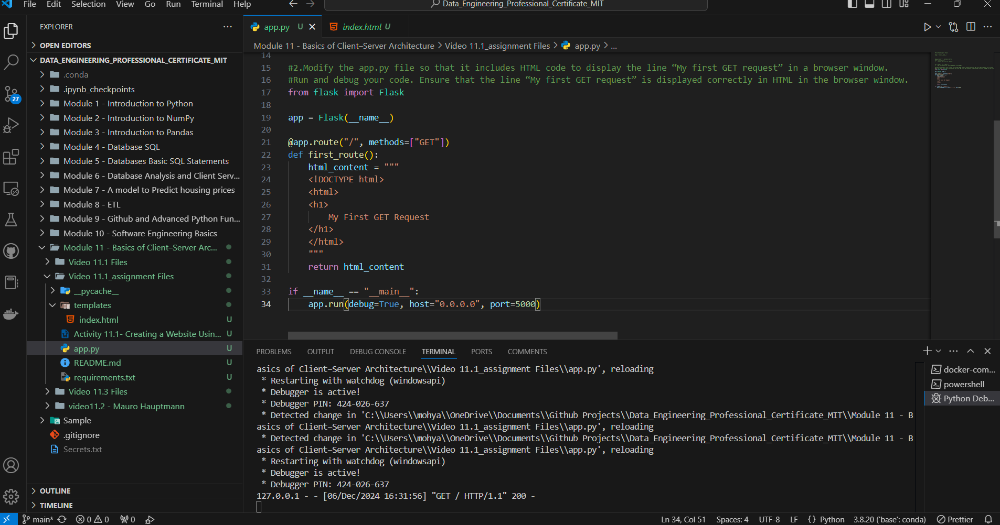 File Edit Selection View Go Run Terminal Help
Data_Engineering_Professional_Certificate_MIT
EXPLORER
OPEN EDITORS
DATA_ENGINEERING_PROFESSIONAL_CERTIFICATE_MIT
.conda
.ipynb_checkpoints
Module 1 - Introduction to Python
Module 2 - Introduction to NumPy
Module 3 - Introduction to Pandas
Module 4 - Database SQL
Module 5 - Databases Basic SQL Statements
Module 6 - Database Analysis and Client Serv...
Module 7 - A model to Predict housing prices
Module 8 - ETL
Module 9 - Github and Advanced Python Fun...
Module 10 - Software Engineering Basics
Module 11 - Basics of Client–Server Arc...
Video 11.1 Files
Video 11.1_assignment Files
__pycache__
templates
index.html U
Activity 11.1- Creating a Website Usin... U
app.py U
README.md U
requirements.txt U
Video 11.3 Files
video11.2 - Mauro Hauptmann
Sample
.gitignore
Secrets.txt
OUTLINE
TIMELINE
27
app.py U
index.html U
Module 11 - Basics of Client–Server Architecture > Video 11.1_assignment Files > app.py > ...
14
15 #2.Modify the app.py file so that it includes HTML code to display the line “My first GET request” in a browser window.
16 #Run and debug your code. Ensure that the line “My first GET request” is displayed correctly in HTML in the browser window.
17 from flask import Flask
18
19 app = Flask(__name__)
20
21 @app.route("/", methods=["GET"])
22 def first_route():
23 html_content = """
24 <!DOCTYPE html>
25 <html>
26 <h1>
27 My First GET Request
28 </h1>
29 </html>
30 """
31 return html_content
32
33 if __name__ == "__main__":
34 app.run(debug=True, host="0.0.0.0", port=5000)
PROBLEMS OUTPUT DEBUG CONSOLE TERMINAL PORTS COMMENTS
asics of Client–Server Architecture\\Video 11.1_assignment Files\\app.py', reloading
* Restarting with watchdog (windowsapi)
* Debugger is active!
* Debugger PIN: 424-026-637
* Detected change in 'C:\\Users\\mohya\\OneDrive\\Documents\\Github Projects\\Data_Engineering_Professional_Certificate_MIT\\Module 11 - B
asics of Client–Server Architecture\\Video 11.1_assignment Files\\app.py', reloading
* Detected change in 'C:\\Users\\mohya\\OneDrive\\Documents\\Github Projects\\Data_Engineering_Professional_Certificate_MIT\\Module 11 - B
asics of Client–Server Architecture\\Video 11.1_assignment Files\\app.py', reloading
* Restarting with watchdog (windowsapi)
* Debugger is active!
* Debugger PIN: 424-026-637
127.0.0.1 - - [06/Dec/2024 16:31:56] "GET / HTTP/1.1" 200 -
docker-com...
powershell
Python Deb...
main* 0 0 0
Ln 34, Col 51 Spaces: 4 UTF-8 LF {} Python 3.8.20 ('base': conda) Prettier